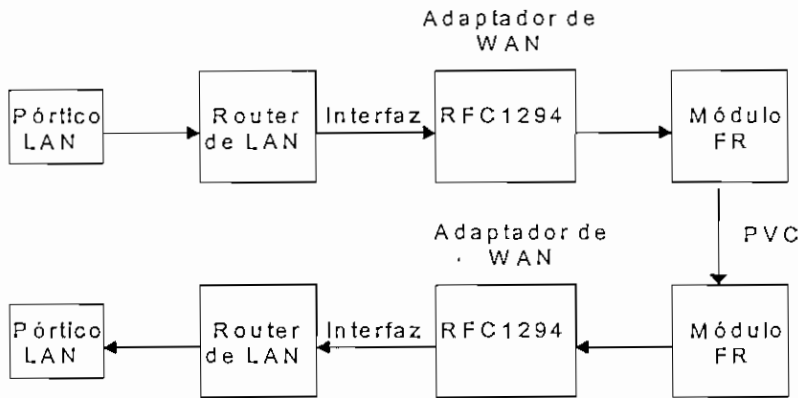 Adaptador de
WAN
Pórtico
LAN
Router
de LAN
Interfaz
RFC1294
Módulo
FR
Adaptador de
WAN
PVC
Pórtico
LAN
Router
de LAN
Interfaz
RFC1294
Módulo
FR